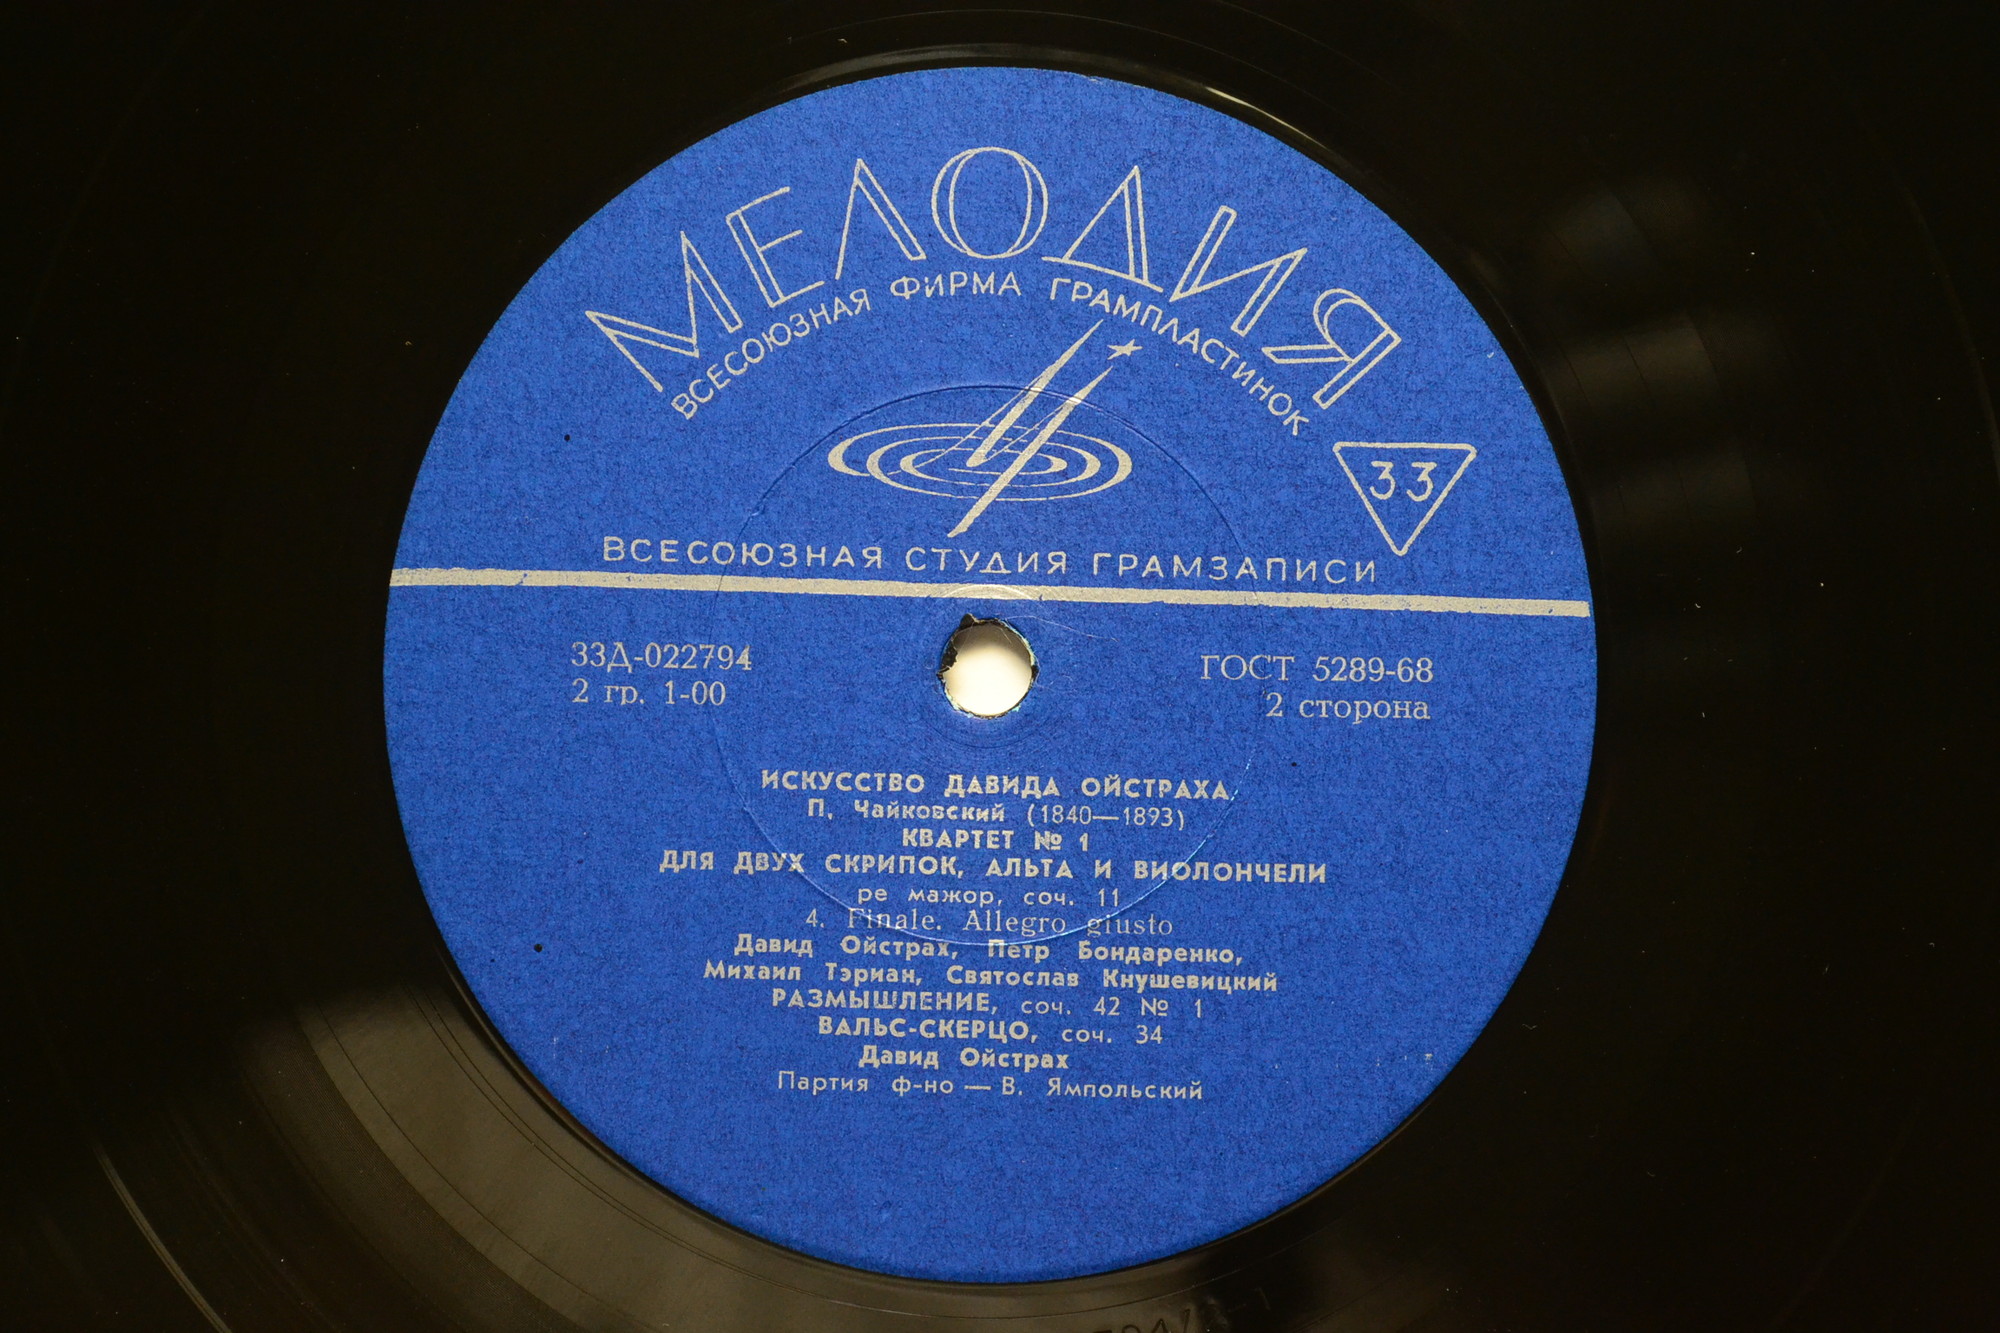 МЕЛОДИЯ
ВСЕСОЮЗНАЯ ФИРМА ГРАМПЛАСТИНОК
33
ВСЕСОЮЗНАЯ СТУДИЯ ГРАМЗАПИСИ
33Д-022794
2 гр. 1-00
ГОСТ 5289-68
2 сторона
ИСКУССТВО ДАВИДА ОЙСТРАХА
П. Чайковский (1840—1893)
КВАРТЕТ № 1
ДЛЯ ДВУХ СКРИПОК, АЛЬТА И ВИОЛОНЧЕЛИ
ре мажор, соч. 11
4. Finale. Allegro giusto
Давид Ойстрах, Петр Бондаренко,
Михаил Тэриан, Святослав Кнушевицкий
РАЗМЫШЛЕНИЕ, соч. 42 № 1
ВАЛЬС-СКЕРЦО, соч. 34
Давид Ойстрах
Партия ф-но — В. Ямпольский